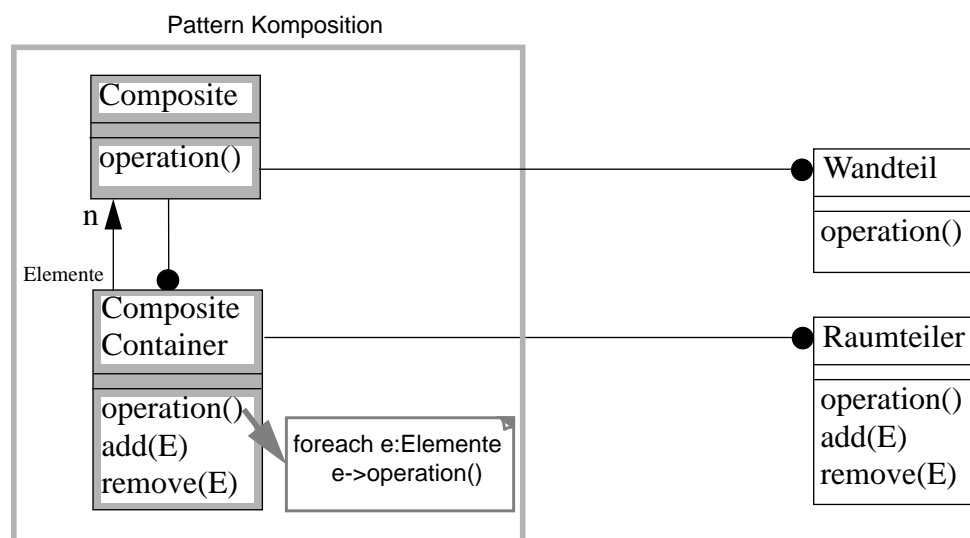 Pattern Komposition
Composite
operation()
n
Elemente
Composite
Container
operation()
add(E)
remove(E)
foreach e:Elemente
e->operation()
Wandteil
operation()
Raumteiler
operation()
add(E)
remove(E)